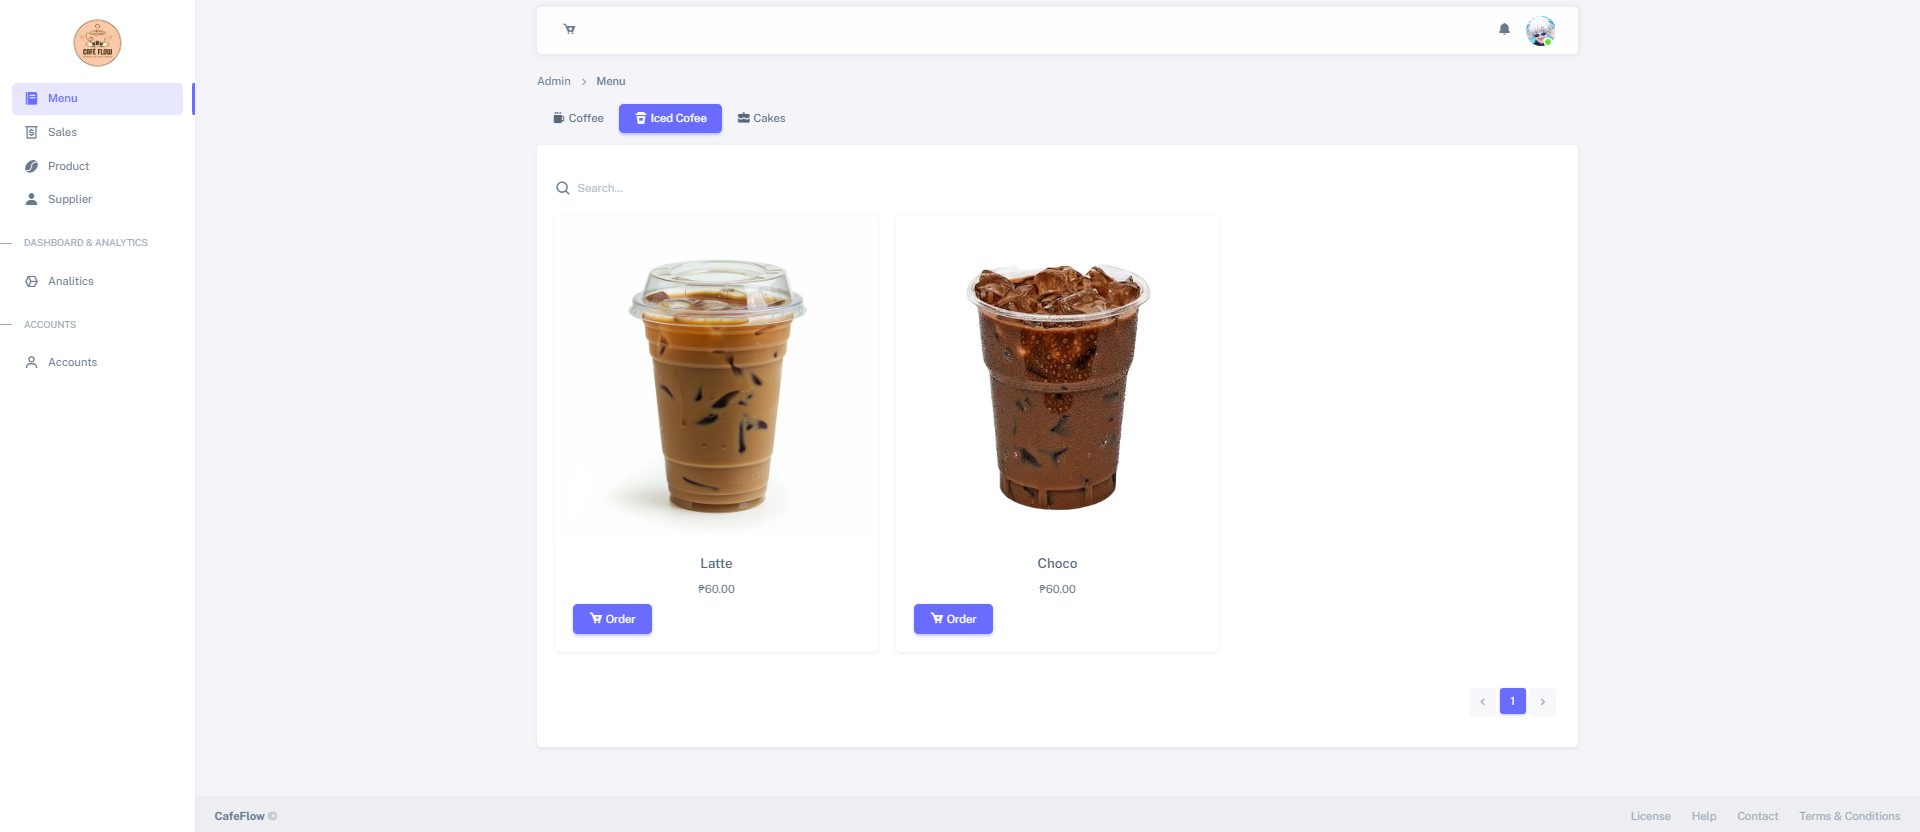 CAFE FLOW
Menu
Sales
Product
Supplier
DASHBOARD & ANALYTICS
Analitics
ACCOUNTS
Accounts
Admin > Menu
Coffee Iced Cofee Cakes
Search...
Latte
₱60.00
Order
Choco
₱60.00
Order
‹ 1 ›
CafeFlow © License Help Contact Terms & Conditions